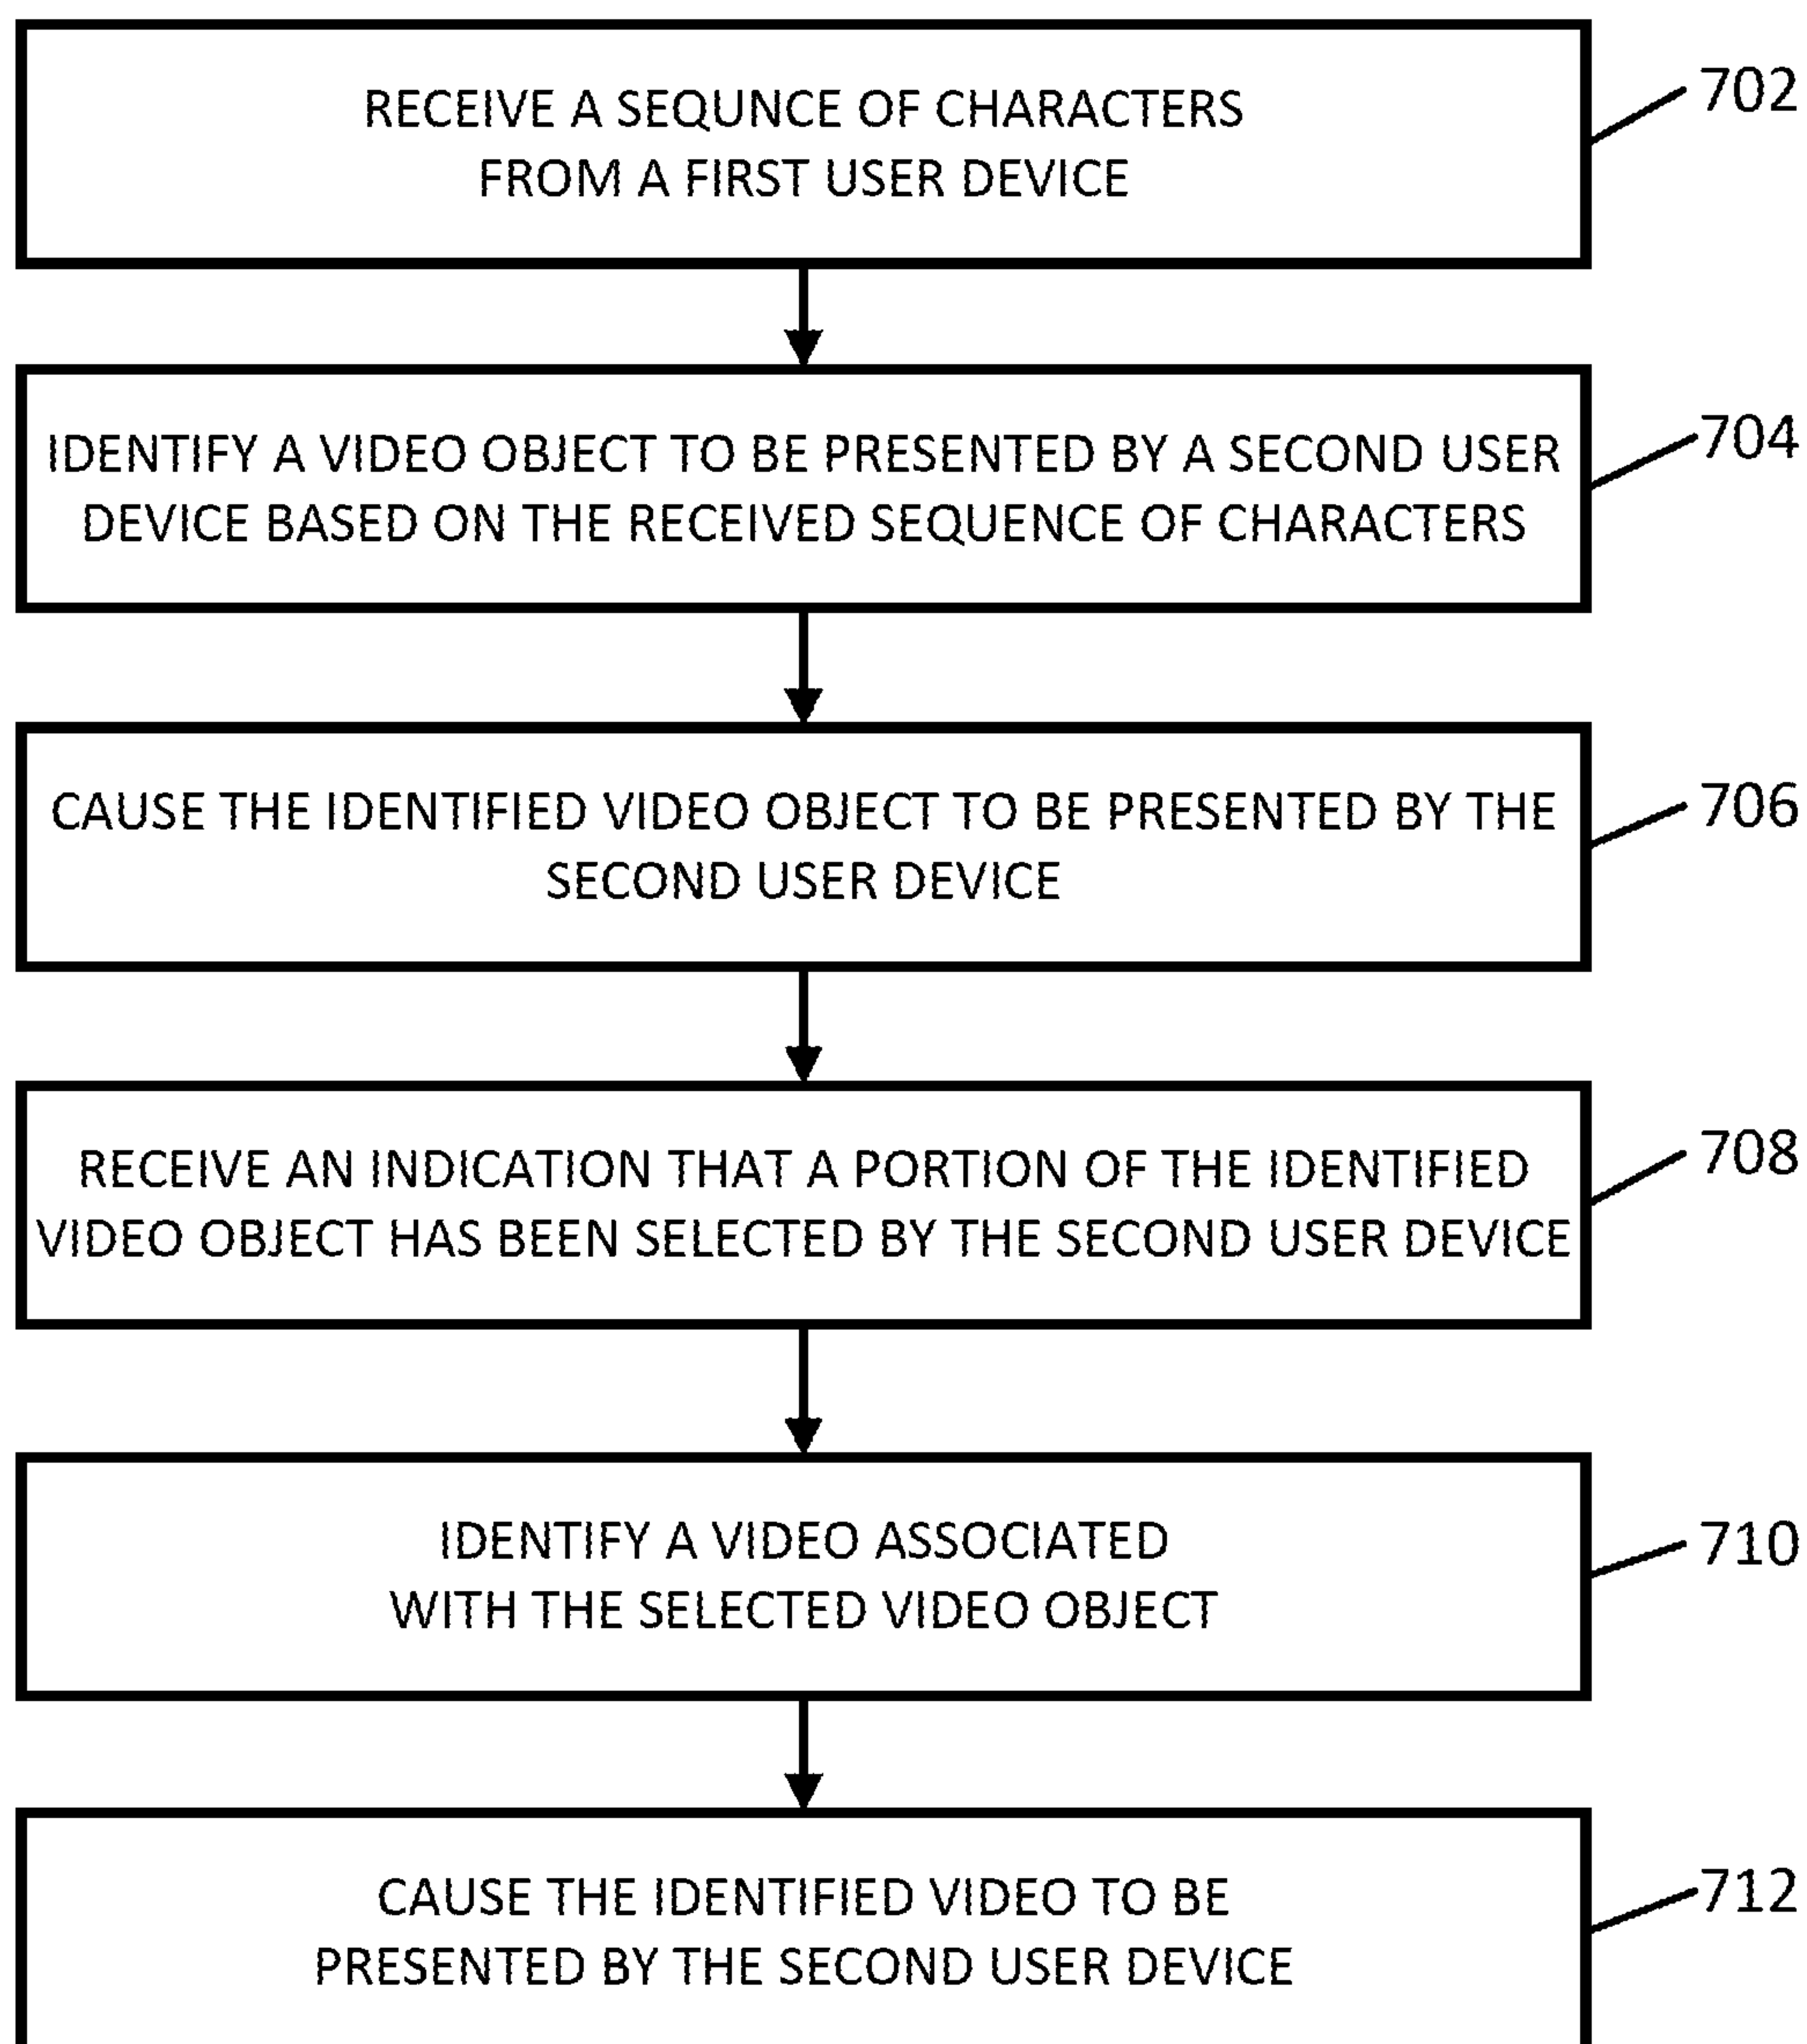 RECEIVE A SEQUNCE OF CHARACTERS
FROM A FIRST USER DEVICE
702
IDENTIFY A VIDEO OBJECT TO BE PRESENTED BY A SECOND USER
DEVICE BASED ON THE RECEIVED SEQUENCE OF CHARACTERS
704
CAUSE THE IDENTIFIED VIDEO OBJECT TO BE PRESENTED BY THE
SECOND USER DEVICE
706
RECEIVE AN INDICATION THAT A PORTION OF THE IDENTIFIED
VIDEO OBJECT HAS BEEN SELECTED BY THE SECOND USER DEVICE
708
IDENTIFY A VIDEO ASSOCIATED
WITH THE SELECTED VIDEO OBJECT
710
CAUSE THE IDENTIFIED VIDEO TO BE
PRESENTED BY THE SECOND USER DEVICE
712